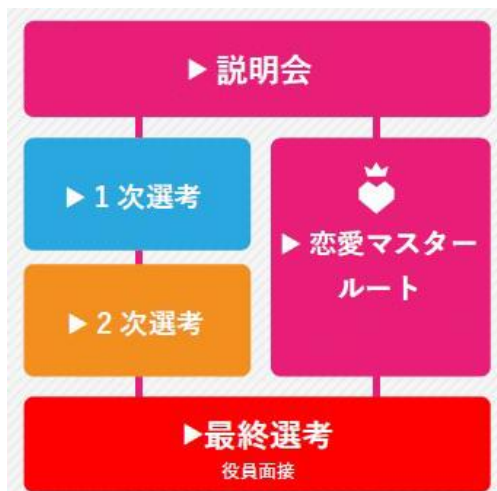 ▶ 説明会
▶ 1次選考
▶ 2次選考
▶ 恋愛マスター
ルート
▶最終選考
役員面接